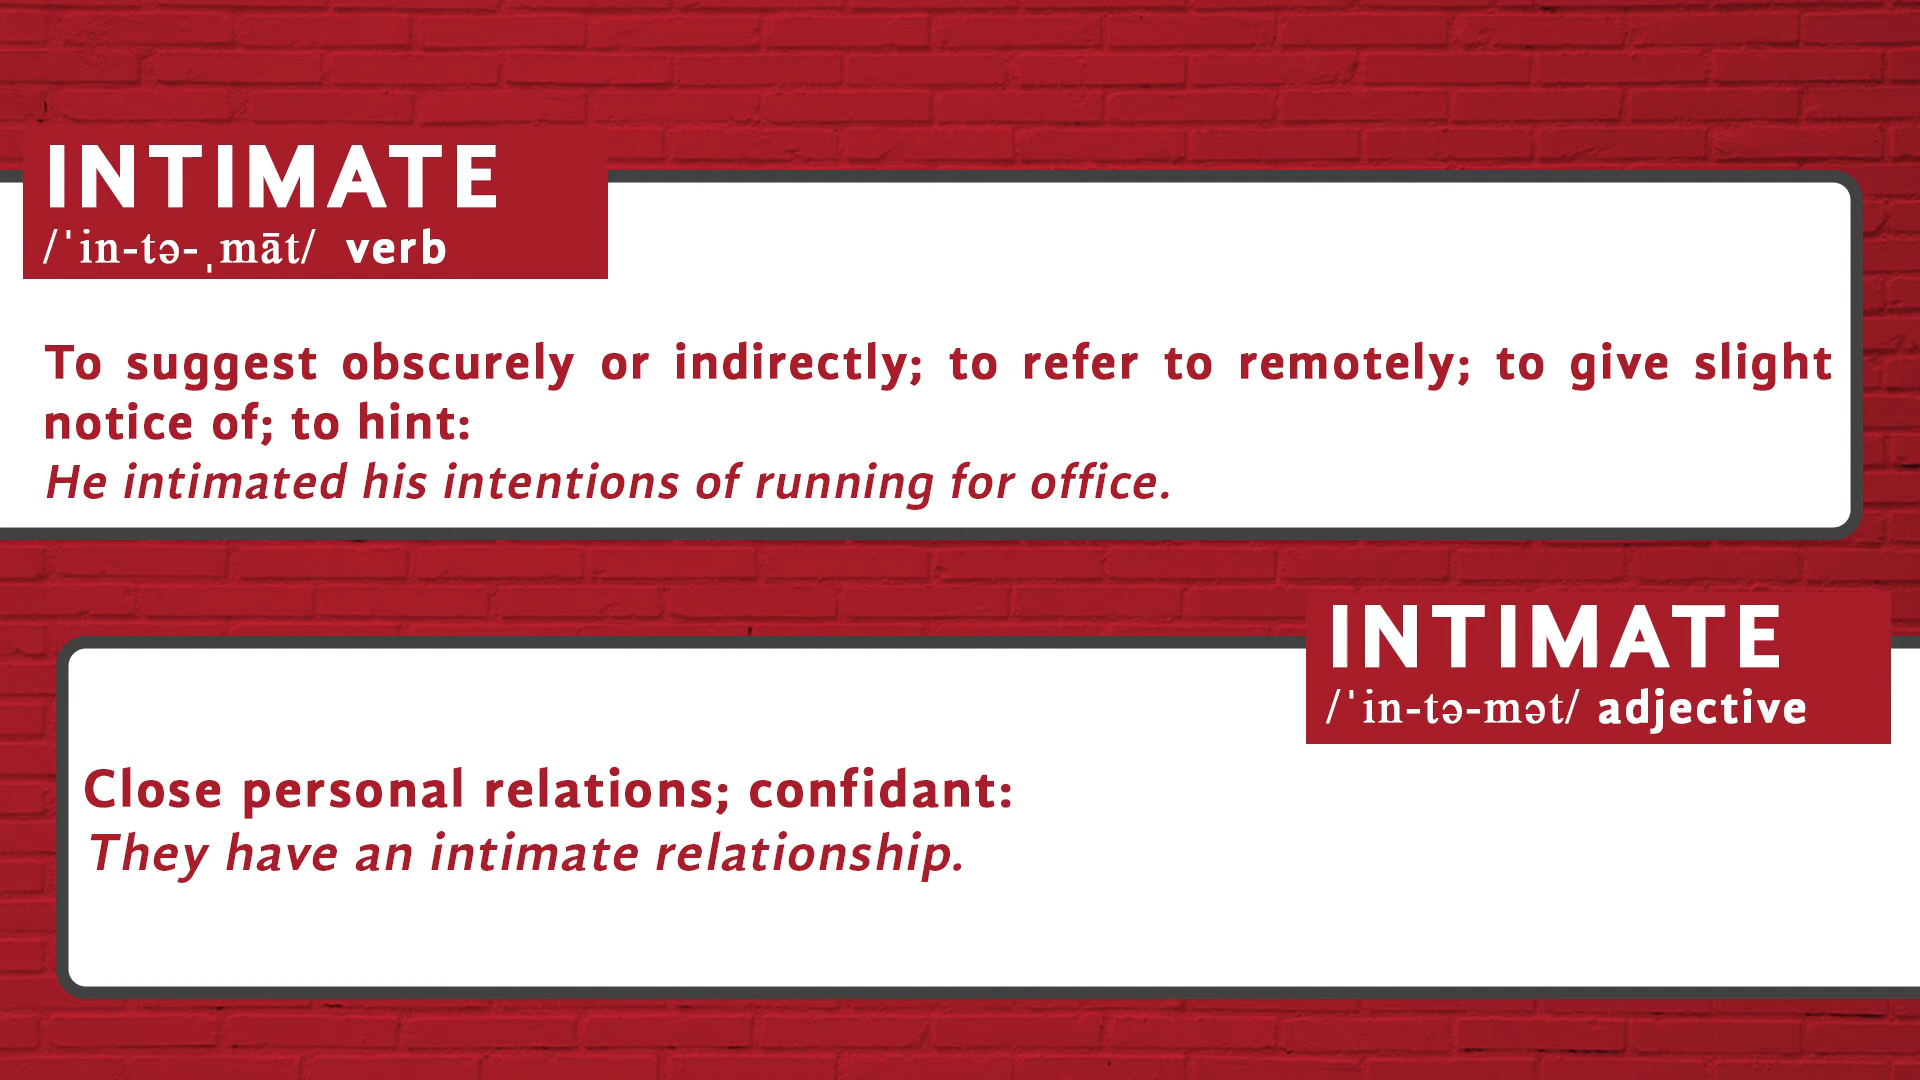 INTIMATE
/ˈin-tə-ˌmāt/ verb
To suggest obscurely or indirectly; to refer to remotely; to give slight
notice of; to hint:
He intimated his intentions of running for office.
INTIMATE
/ˈin-tə-mət/ adjective
Close personal relations; confidant:
They have an intimate relationship.